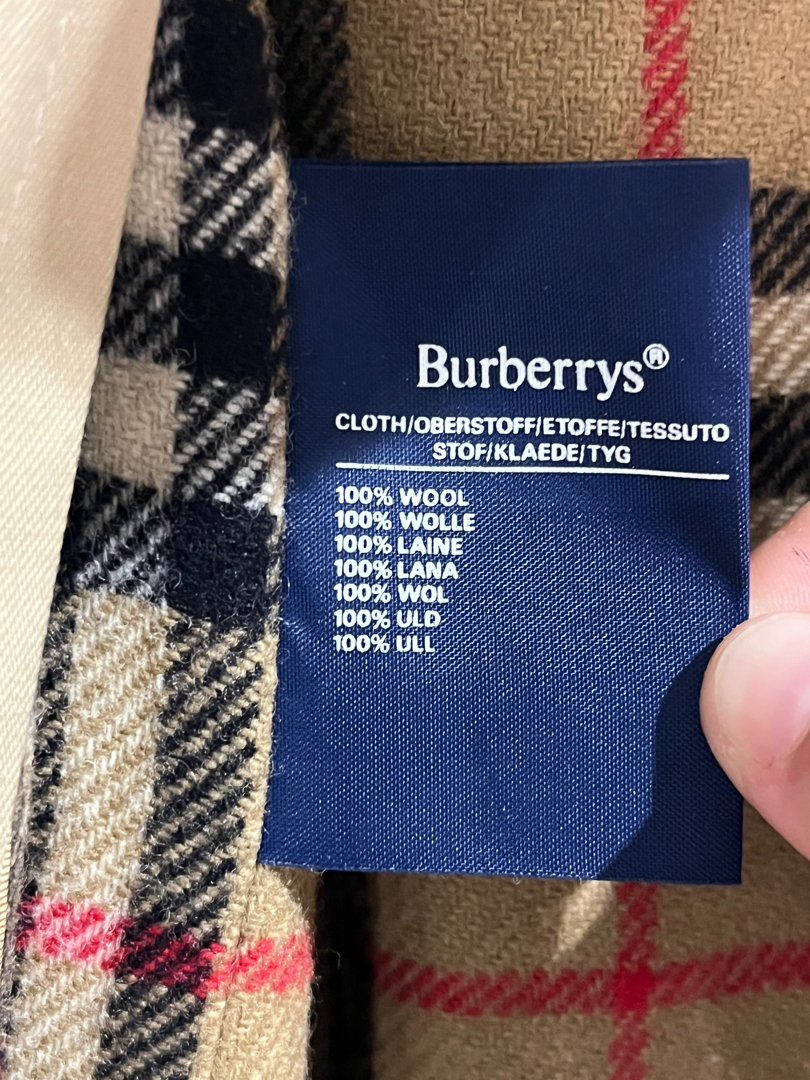 Burberrys®
CLOTH/OBERSTOFF/ETOFFE/TESSUTO
STOF/KLAEDE/TYG
100% WOOL
100% WOLLE
100% LAINE
100% LANA
100% WOL
100% ULD
100% ULL